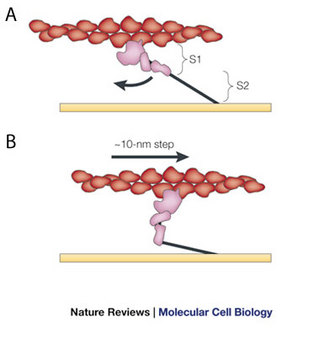 A
S1
S2
B
~10-nm step
Nature Reviews | Molecular Cell Biology